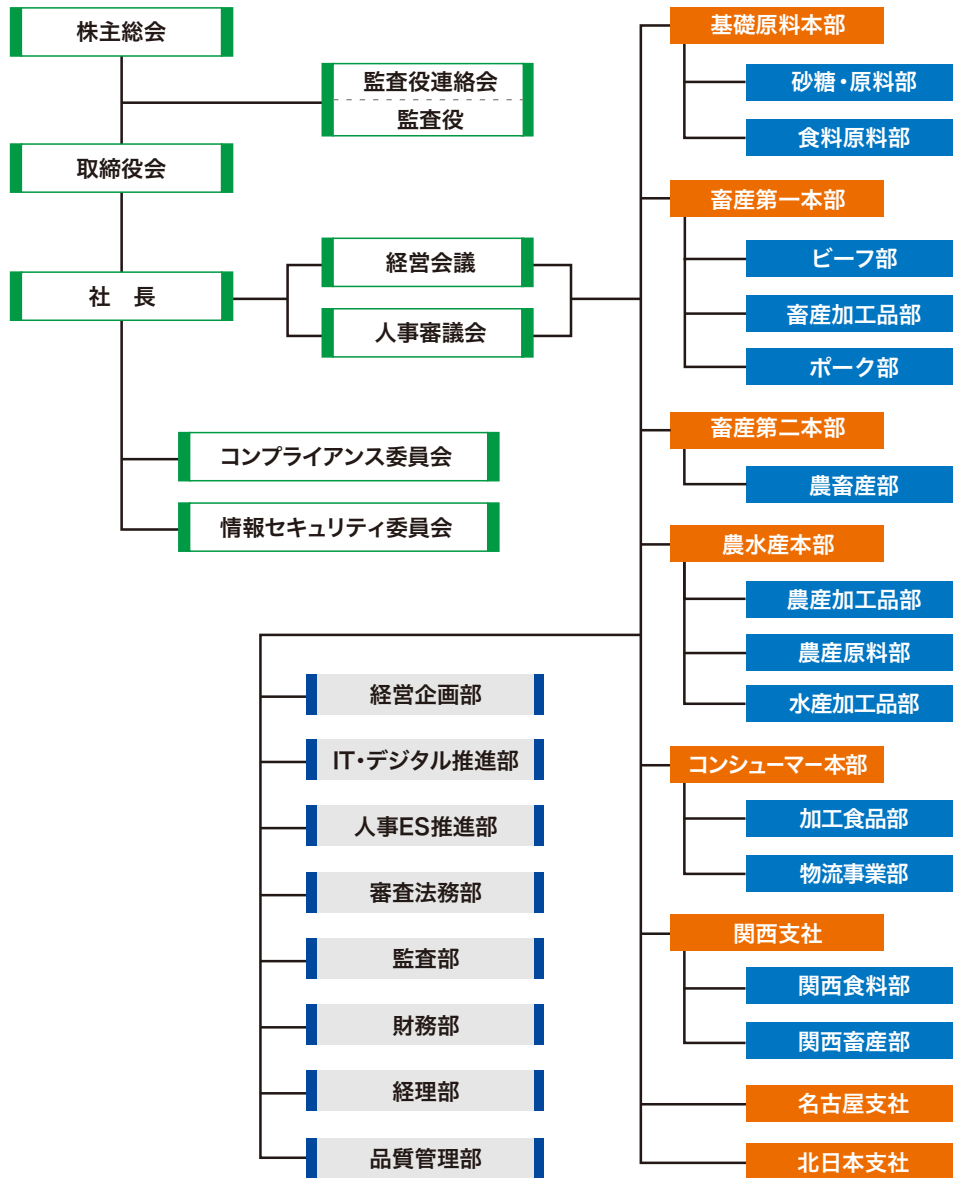 株主総会
監査役連絡会
監査役
取締役会
社　長
経営会議
人事審議会
コンプライアンス委員会
情報セキュリティ委員会
経営企画部
IT・デジタル推進部
人事ES推進部
審査法務部
監査部
財務部
経理部
品質管理部
基礎原料本部
砂糖・原料部
食料原料部
畜産第一本部
ビーフ部
畜産加工品部
ポーク部
畜産第二本部
農畜産部
農水産本部
農産加工品部
農産原料部
水産加工品部
コンシューマー本部
加工食品部
物流事業部
関西支社
関西食料部
関西畜産部
名古屋支社
北日本支社